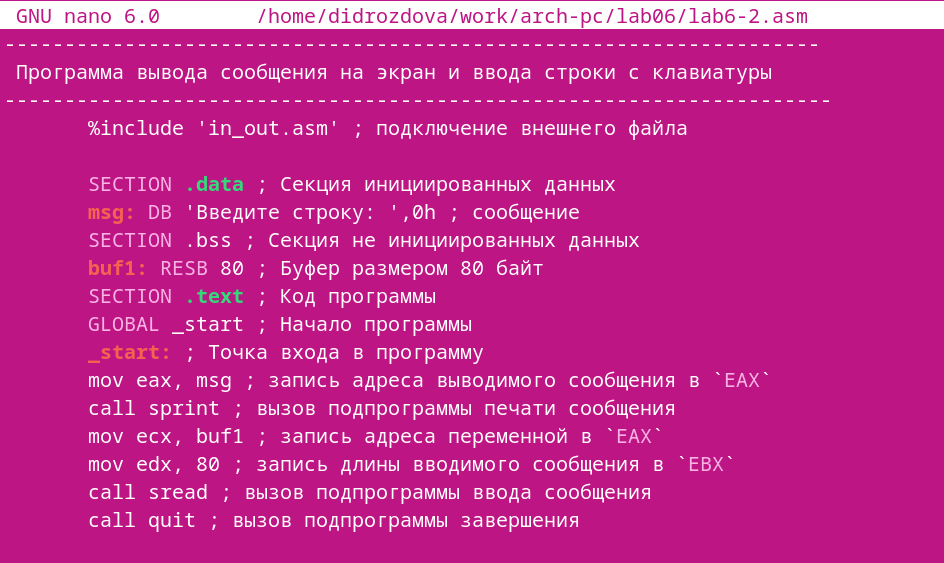 GNU nano 6.0 /home/didrozdova/work/arch-pc/lab06/lab6-2.asm
--------------------------------------------------------------------
Программа вывода сообщения на экран и ввода строки с клавиатуры
---------------------------------------------------------------------
%include 'in_out.asm' ; подключение внешнего файла
SECTION .data ; Секция инициированных данных
msg: DB 'Введите строку: ',0h ; сообщение
SECTION .bss ; Секция не инициированных данных
buf1: RESB 80 ; Буфер размером 80 байт
SECTION .text ; Код программы
GLOBAL _start ; Начало программы
_start: ; Точка входа в программу
mov eax, msg ; запись адреса выводимого сообщения в `EAX`
call sprint ; вызов подпрограммы печати сообщения
mov ecx, buf1 ; запись адреса переменной в `EAX`
mov edx, 80 ; запись длины вводимого сообщения в `EBX`
call sread ; вызов подпрограммы ввода сообщения
call quit ; вызов подпрограммы завершения